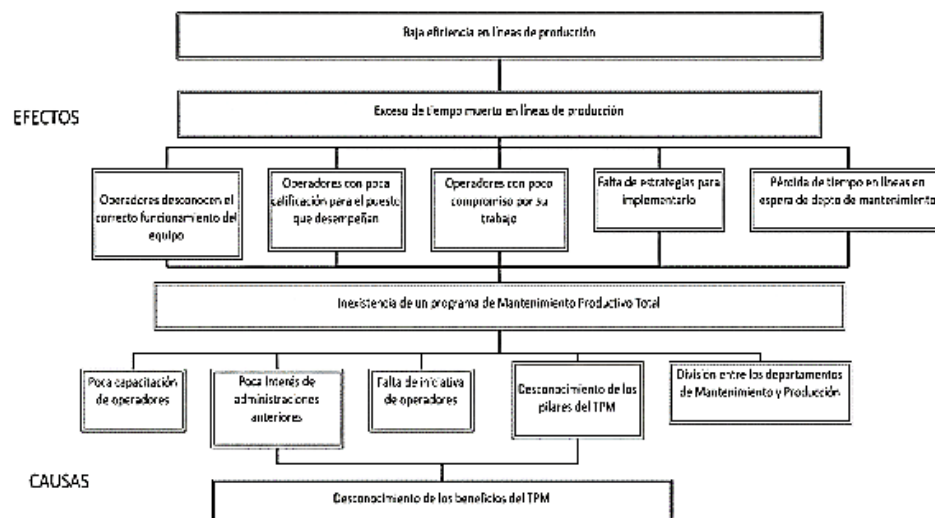 Baja eficiencia en líneas de producción
EFECTOS
Exceso de tiempo muerto en líneas de producción
Operadores desconocen el
correcto funcionamiento del
equipo
Operadores con poca
calificación para el puesto
que desempeñan
Operadores con poco
compromiso por su
trabajo
Falta de estrategias para
implementarlo
Pérdida de tiempo en líneas en
espera de depto de mantenimiento
Inexistencia de un programa de Mantenimiento Productivo Total
Poca capacitación
de operadores
Poca Interés de
administraciones
anteriores
Falta de iniciativa
de operadores
Desconocimiento de los
pilares del TPM
División entre los departamentos
de Mantenimiento y Producción
CAUSAS
Desconocimiento de los beneficios del TPM